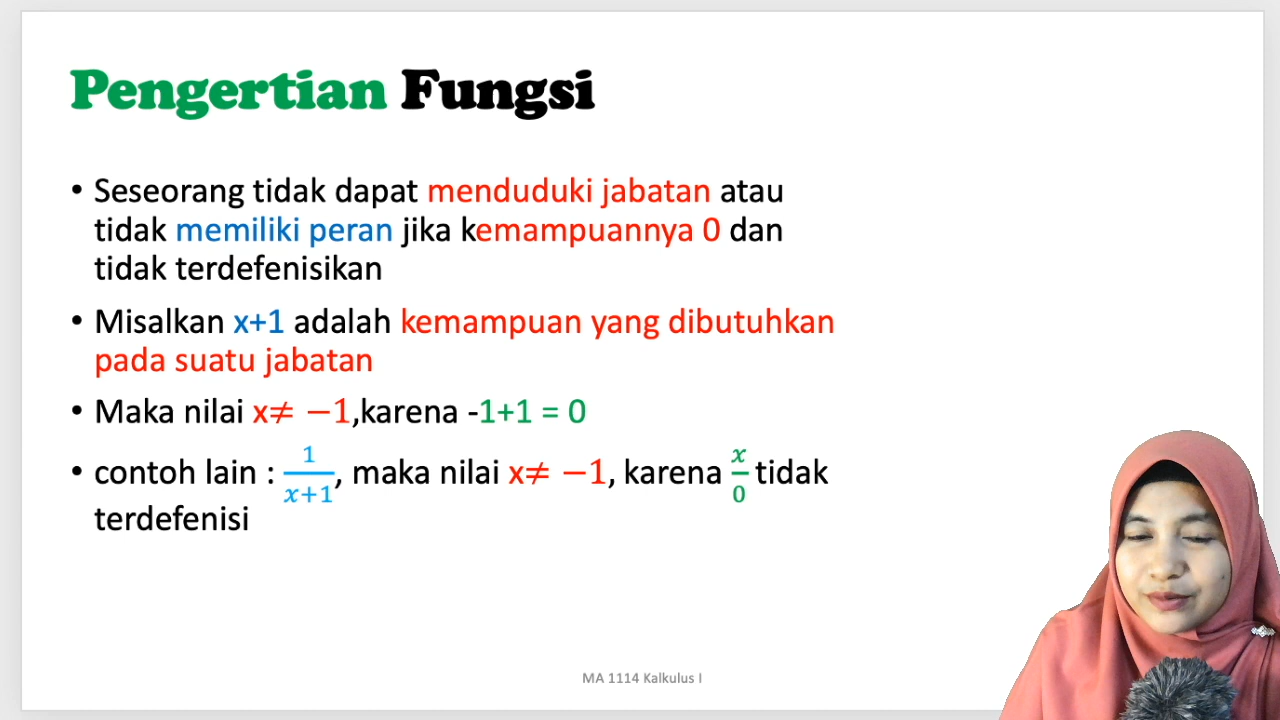 Pengertian Fungsi
• Seseorang tidak dapat menduduki jabatan atau
tidak memiliki peran jika kemampuannya 0 dan
tidak terdefenisikan
• Misalkan x+1 adalah kemampuan yang dibutuhkan
pada suatu jabatan
• Maka nilai x≠ −1,karena -1+1 = 0
• contoh lain : 1/(x+1), maka nilai x≠ −1, karena x/0 tidak
terdefenisi
MA 1114 Kalkulus I